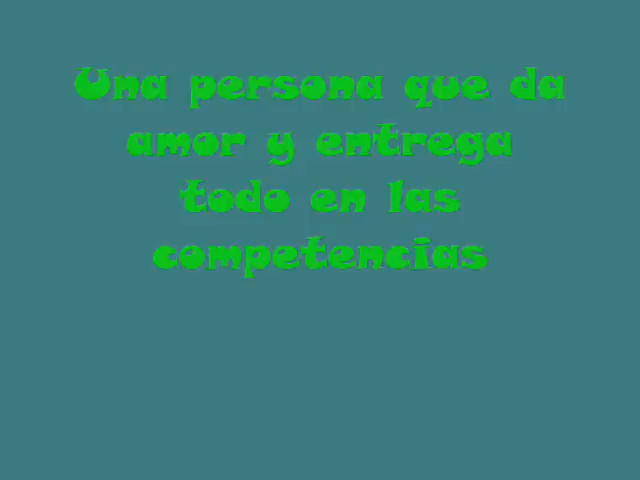 Una persona que da
amor y entrega
todo en las
competencias